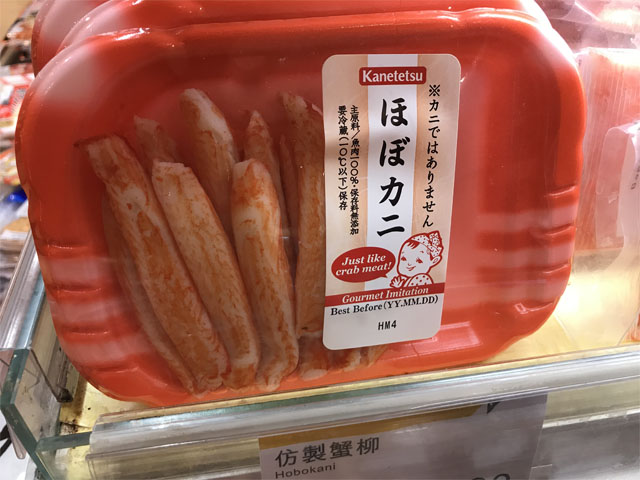 Kanetetsu
※カニではありません
ほぼカニ
主原料/魚肉100%・保存料無添加
要冷蔵(10℃以下)保存
Just like
crab meat!
Gourmet Imitation
Best Before(YY.MM.DD)
HM4
仿製蟹柳
Hobokani